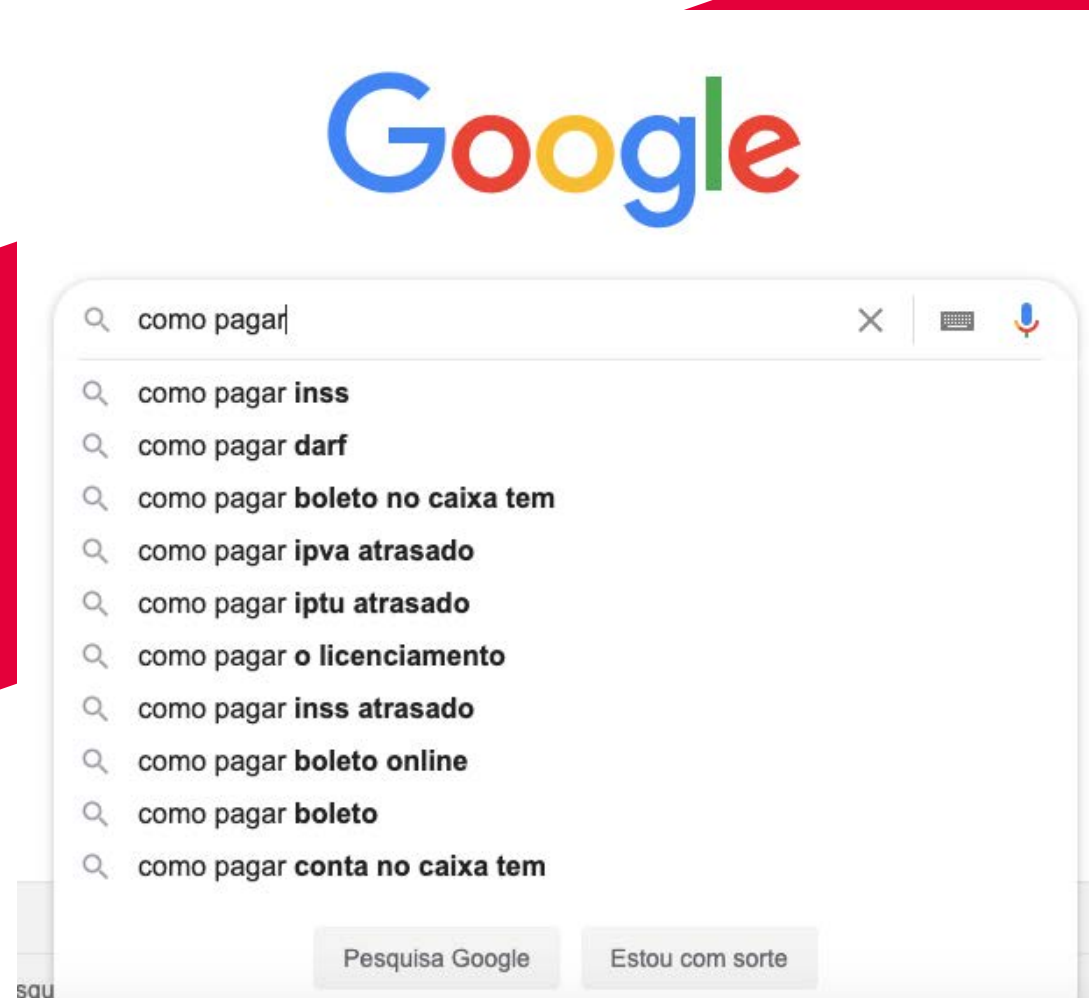 Google
como pagar
como pagar inss
como pagar darf
como pagar boleto no caixa tem
como pagar ipva atrasado
como pagar iptu atrasado
como pagar o licenciamento
como pagar inss atrasado
como pagar boleto online
como pagar boleto
como pagar conta no caixa tem
Pesquisa Google Estou com sorte